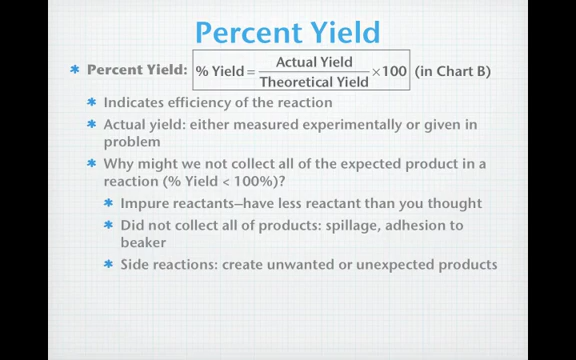 Percent Yield
* Percent Yield: % Yield = Actual Yield / Theoretical Yield ×100 (in Chart B)
* Indicates efficiency of the reaction
* Actual yield: either measured experimentally or given in
problem
* Why might we not collect all of the expected product in a
reaction (% Yield < 100%)?
* Impure reactants—have less reactant than you thought
* Did not collect all of products: spillage, adhesion to
beaker
* Side reactions: create unwanted or unexpected products